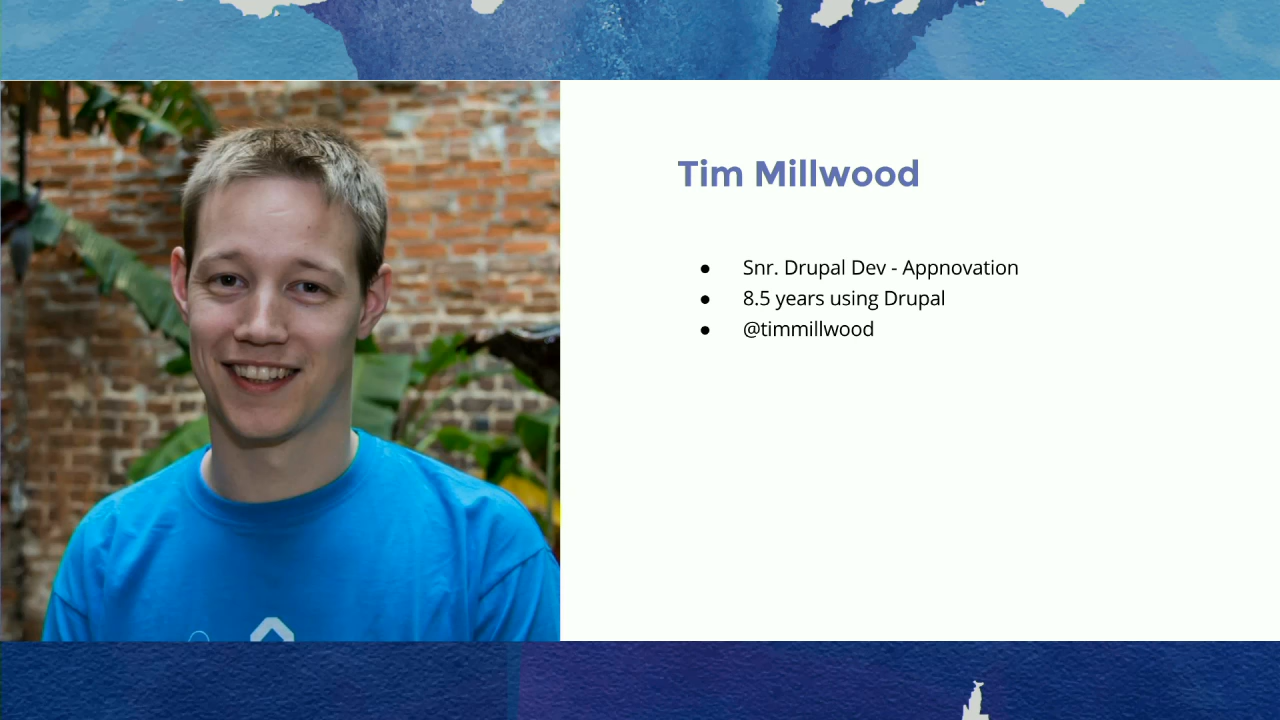 Tim Millwood
● Snr. Drupal Dev - Appnovation
● 8.5 years using Drupal
● @timmillwood